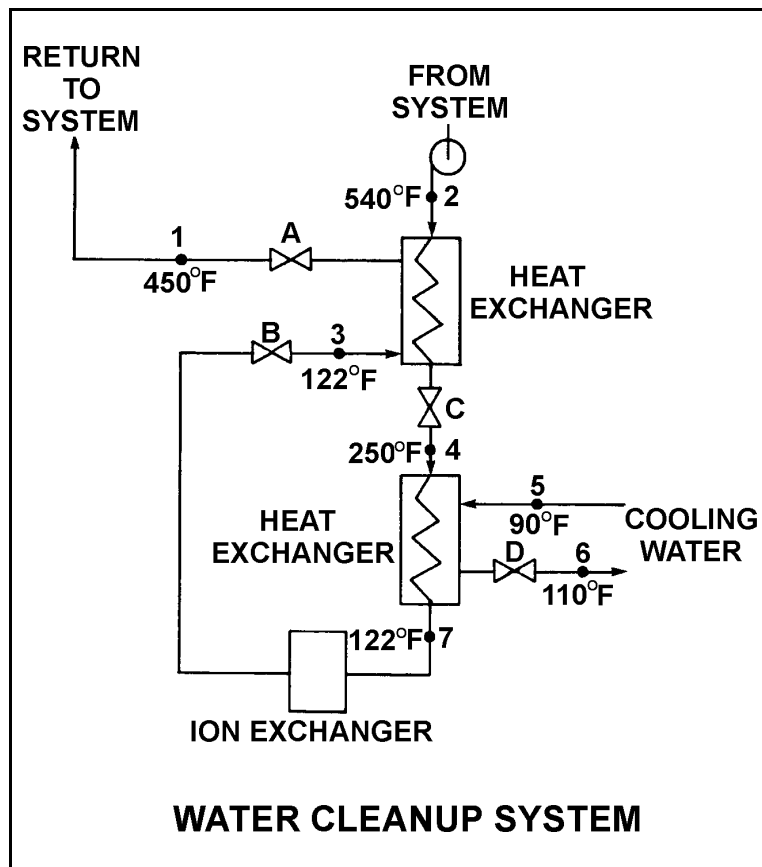 RETURN
TO
SYSTEM
FROM
SYSTEM
540°F 2
1 A
450°F
HEAT
EXCHANGER
B 3
122°F
C
250°F 4
HEAT
EXCHANGER
5
90°F
COOLING
WATER
D 6
110°F
122°F 7
ION EXCHANGER
WATER CLEANUP SYSTEM